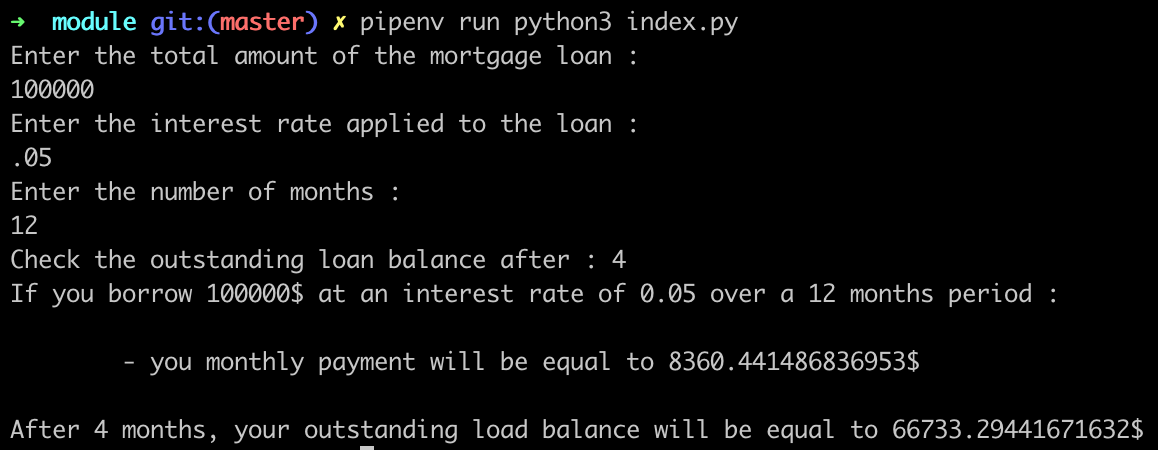 ➜  module git:(master) ✗ pipenv run python3 index.py
Enter the total amount of the mortgage loan :
100000
Enter the interest rate applied to the loan :
.05
Enter the number of months :
12
Check the outstanding loan balance after : 4
If you borrow 100000$ at an interest rate of 0.05 over a 12 months period :
- you monthly payment will be equal to 8360.441486836953$
After 4 months, your outstanding load balance will be equal to 66733.29441671632$